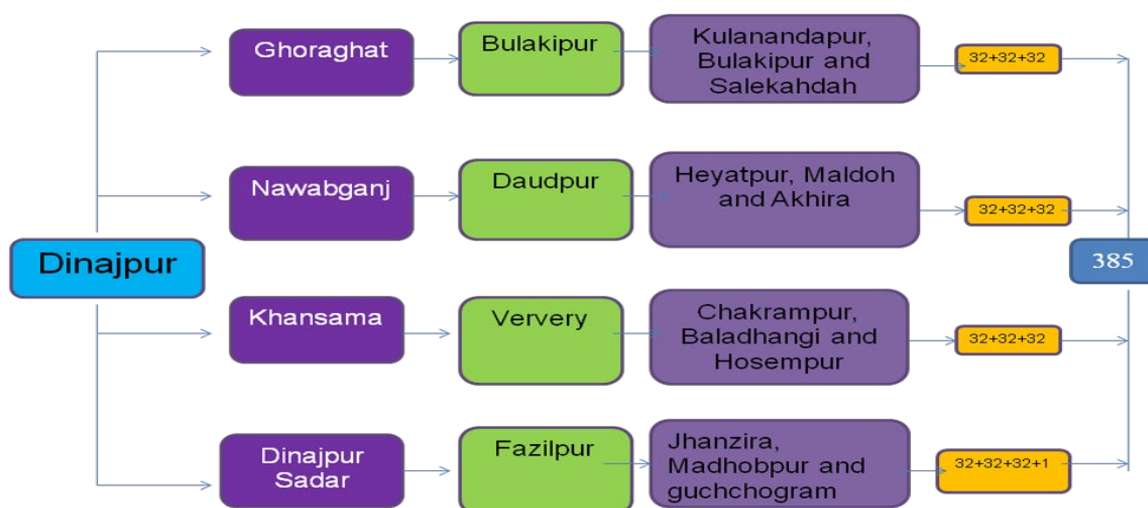 Ghoraghat
Bulakipur
Kulanandapur,
Bulakipur and
Salekahdah
32+32+32
Nawabganj
Daudpur
Heyatpur, Maldoh
and Akhira
32+32+32
Dinajpur
385
Khansama
Ververy
Chakrampur,
Baladhangi and
Hosempur
32+32+32
Dinajpur
Sadar
Fazilpur
Jhanzira,
Madhobpur and
guchchogram
32+32+32+1